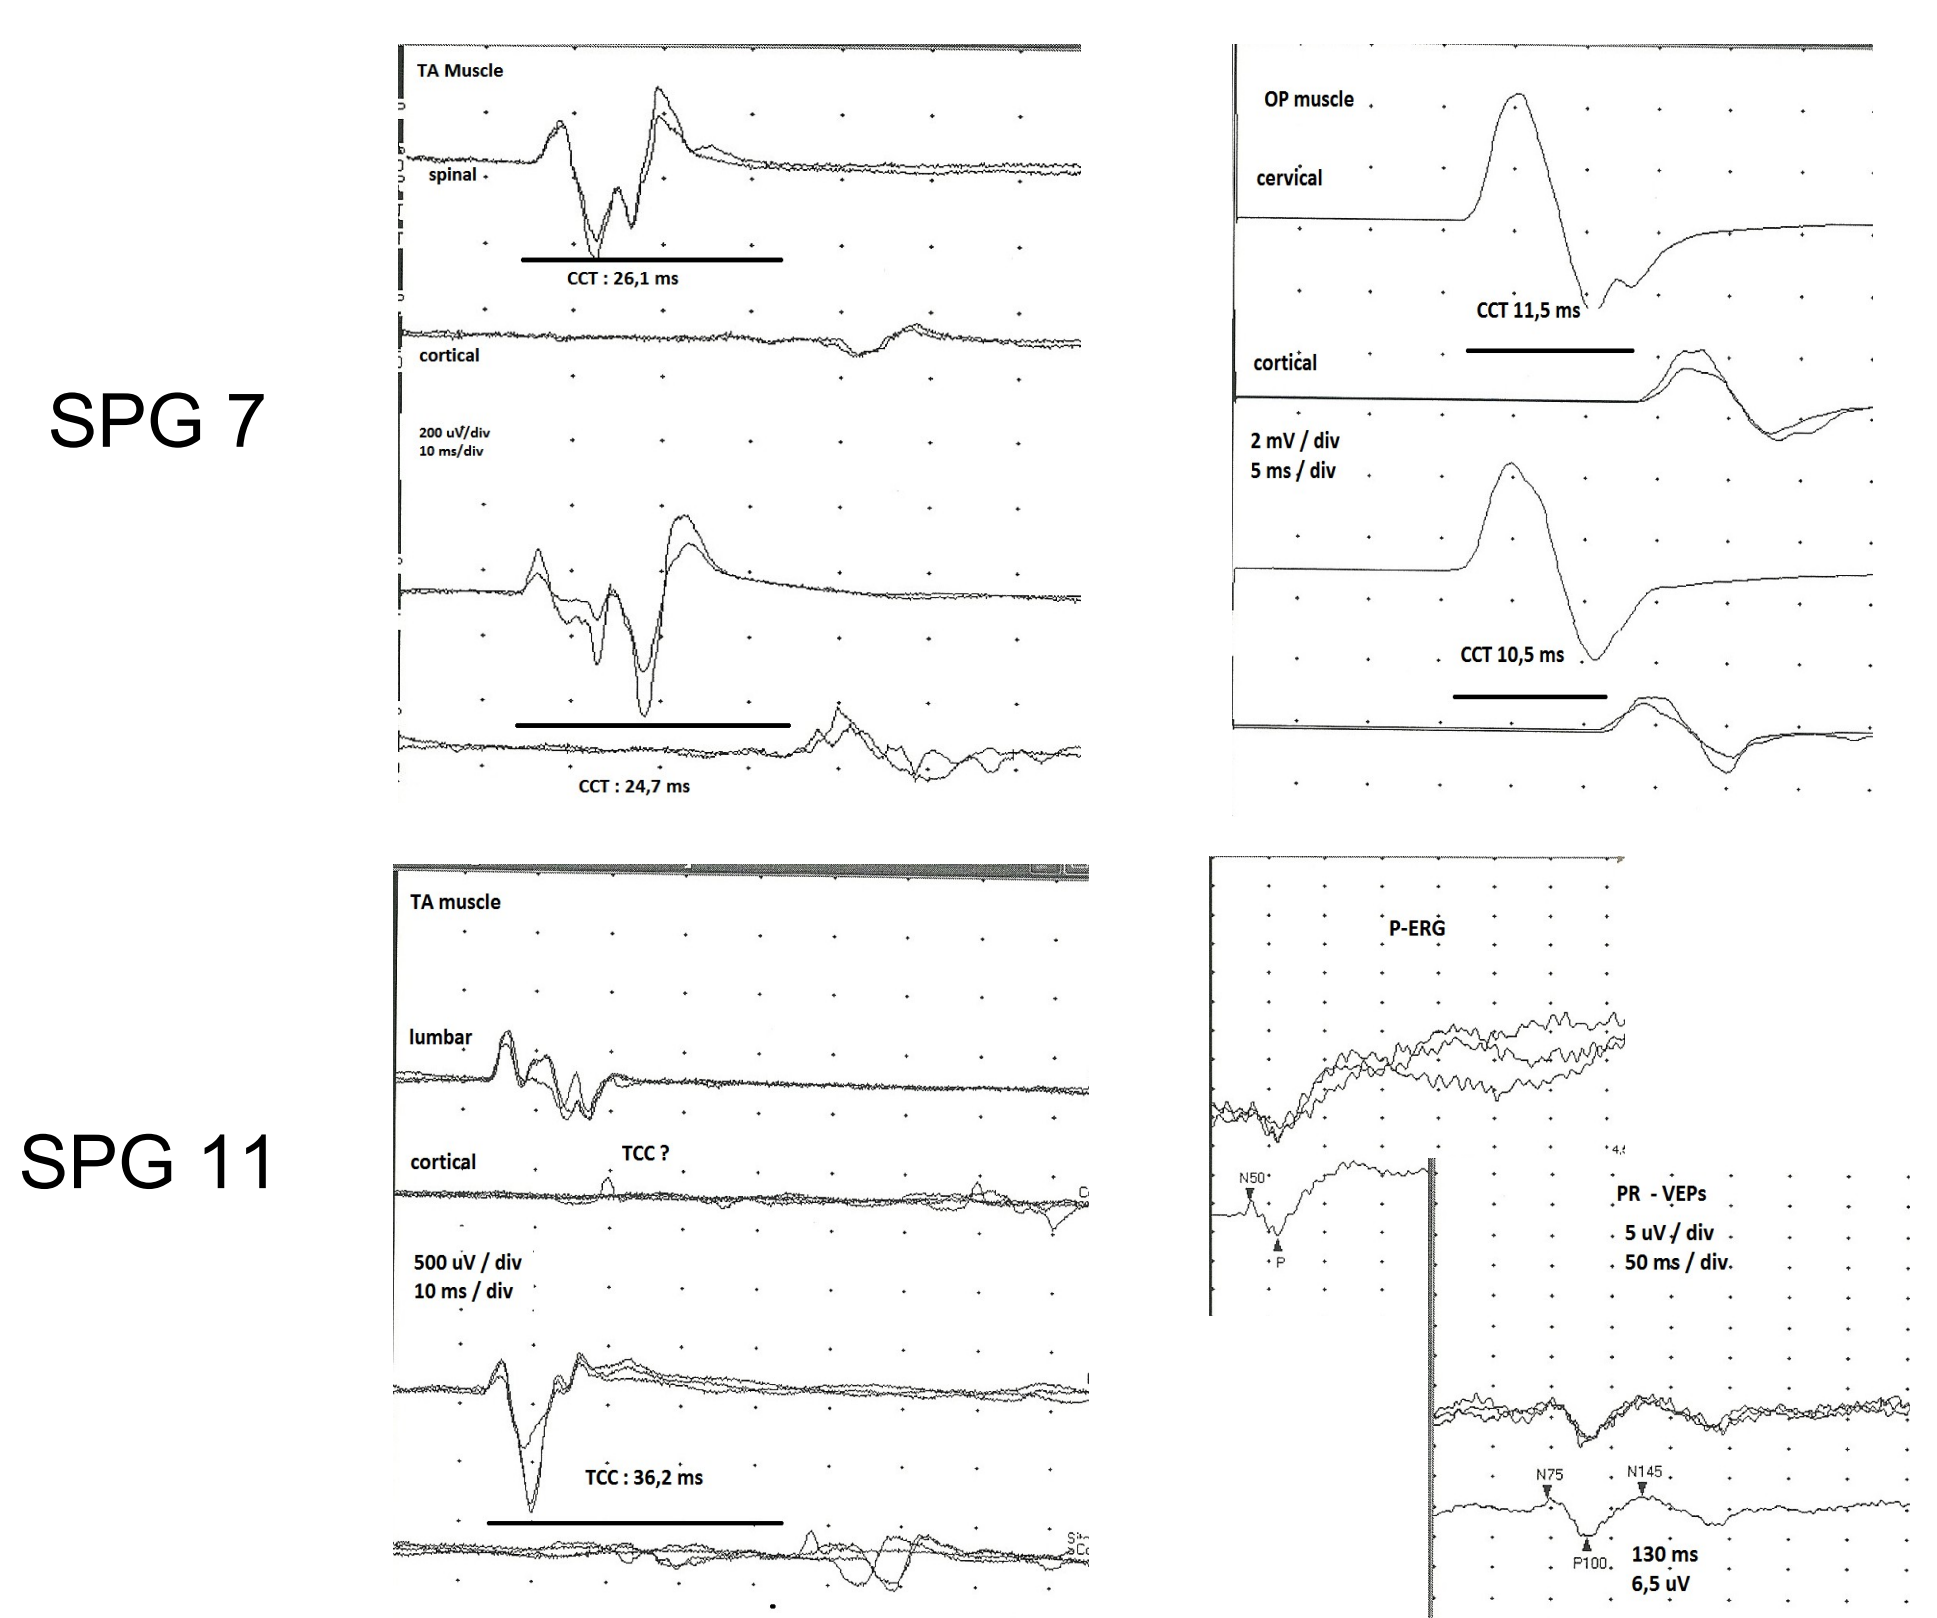 SPG 7
TA Muscle
spinal
CCT : 26,1 ms
cortical
200 uV/div
10 ms/div
CCT : 24,7 ms
OP muscle
cervical
CCT 11,5 ms
cortical
2 mV / div
5 ms / div
CCT 10,5 ms
SPG 11
TA muscle
lumbar
cortical
TCC ?
500 uV / div
10 ms / div
TCC : 36,2 ms
P-ERG
N50
P
PR - VEPs
5 uV / div
50 ms / div
N75
N145
P100
130 ms
6,5 uV